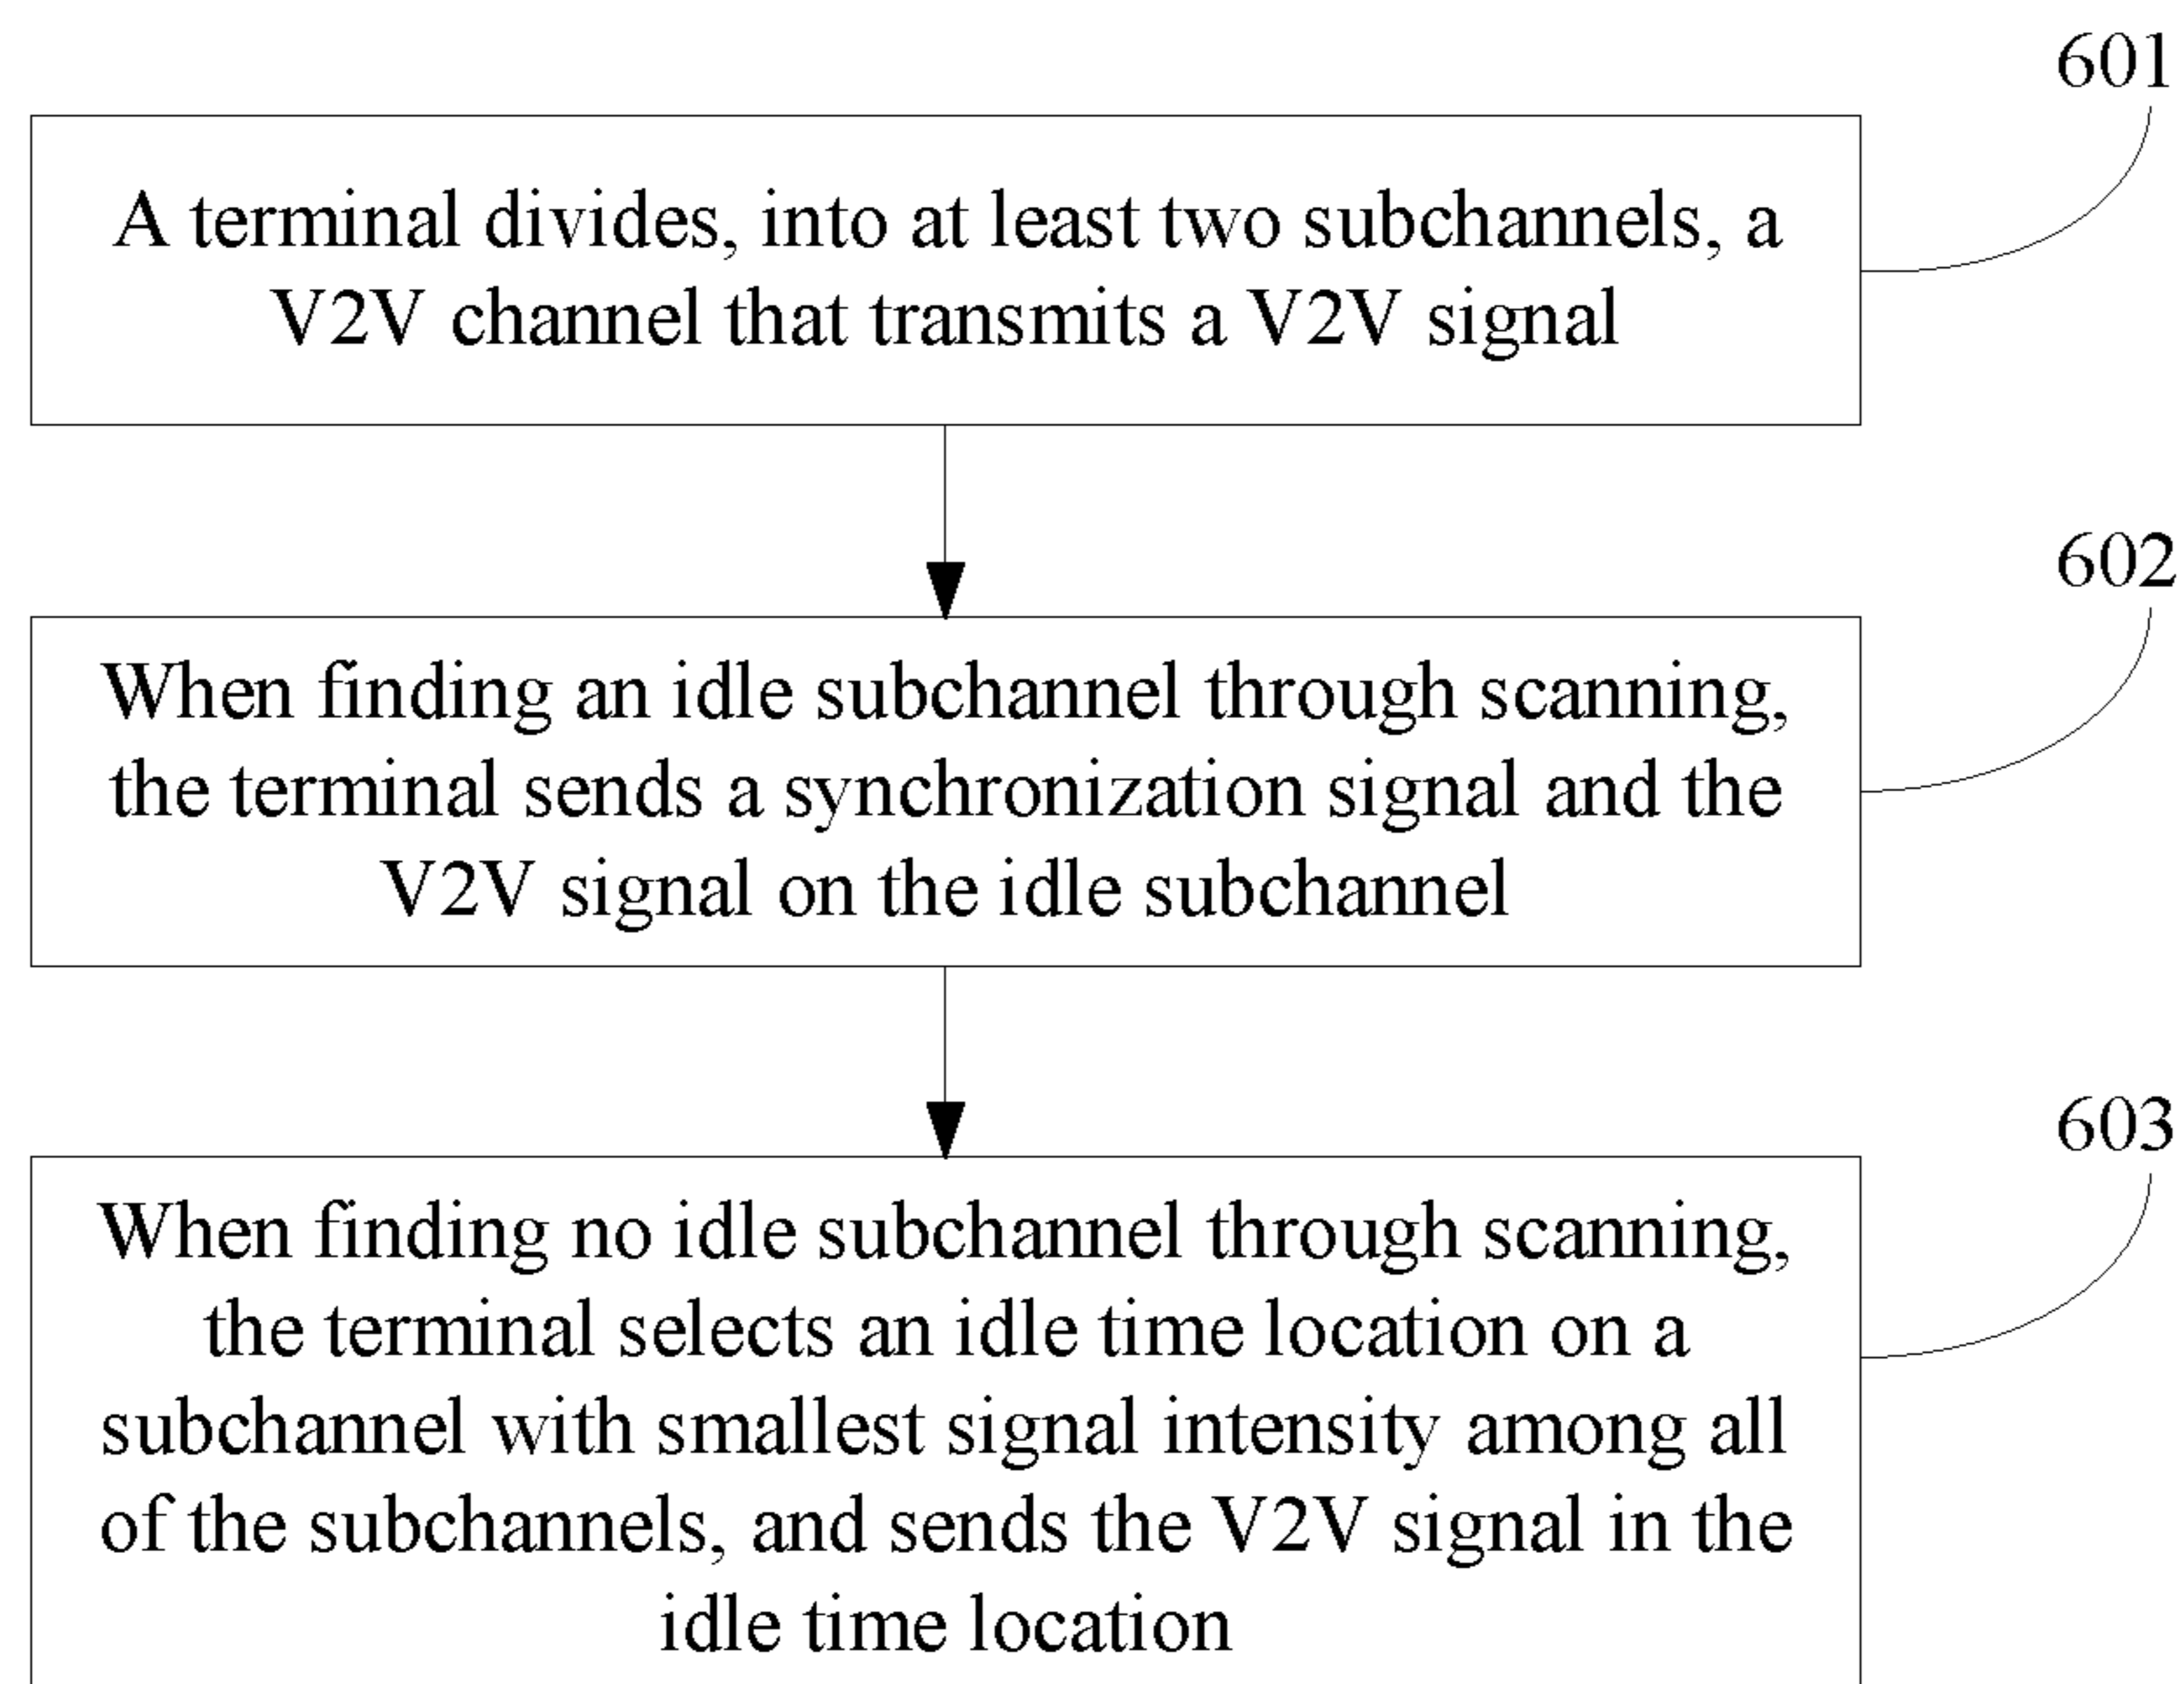 601
A terminal divides, into at least two subchannels, a
V2V channel that transmits a V2V signal
602
When finding an idle subchannel through scanning,
the terminal sends a synchronization signal and the
V2V signal on the idle subchannel
603
When finding no idle subchannel through scanning,
the terminal selects an idle time location on a
subchannel with smallest signal intensity among all
of the subchannels, and sends the V2V signal in the
idle time location